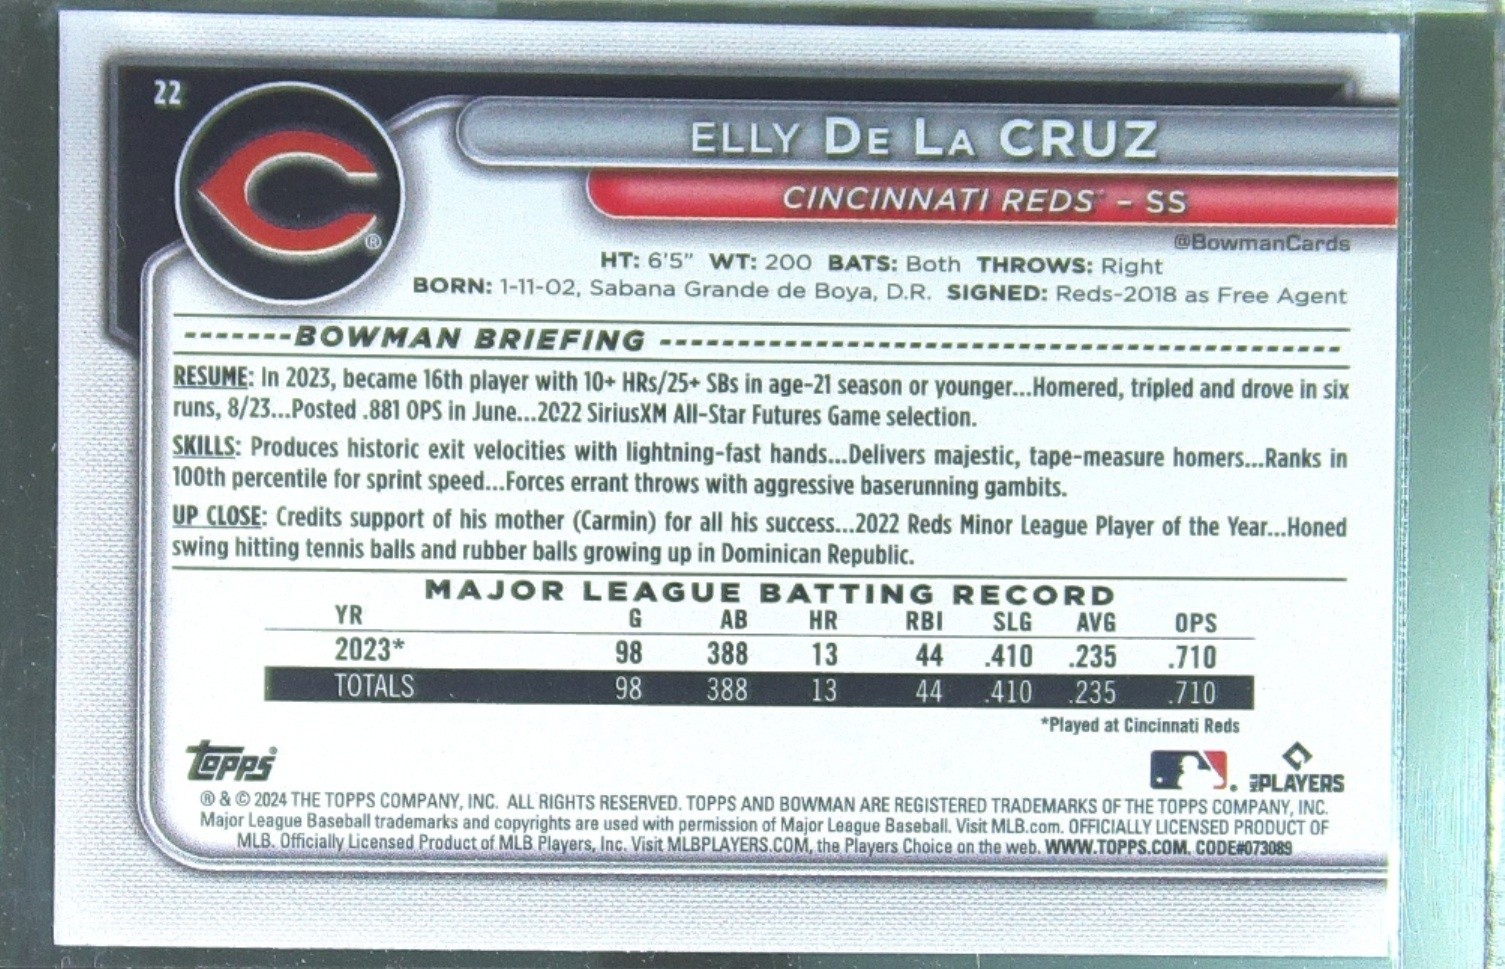 22
ELLY DE LA CRUZ
CINCINNATI REDS - SS
®
@BowmanCards
HT: 6'5" WT: 200 BATS: Both THROWS: Right
BORN: 1-11-02, Sabana Grande de Boya, D.R. SIGNED: Reds-2018 as Free Agent
-------BOWMAN BRIEFING --------------------------------------------
RESUME: In 2023, became 16th player with 10+ HRs/25+ SBs in age-21 season or younger...Homered, tripled and drove in six
runs, 8/23...Posted .881 OPS in June...2022 SiriusXM All-Star Futures Game selection.
SKILLS: Produces historic exit velocities with lightning-fast hands...Delivers majestic, tape-measure homers...Ranks in
100th percentile for sprint speed...Forces errant throws with aggressive baserunning gambits.
UP CLOSE: Credits support of his mother (Carmin) for all his success...2022 Reds Minor League Player of the Year...Honed
swing hitting tennis balls and rubber balls growing up in Dominican Republic.
MAJOR LEAGUE BATTING RECORD
YR G AB HR RBI SLG AVG OPS
2023* 98 388 13 44 .410 .235 .710
TOTALS 98 388 13 44 .410 .235 .710
*Played at Cincinnati Reds
Topps
PLAYERS
® & © 2024 THE TOPPS COMPANY, INC. ALL RIGHTS RESERVED. TOPPS AND BOWMAN ARE REGISTERED TRADEMARKS OF THE TOPPS COMPANY, INC.
Major League Baseball trademarks and copyrights are used with permission of Major League Baseball. Visit MLB.com. OFFICIALLY LICENSED PRODUCT OF
MLB. Officially Licensed Product of MLB Players, Inc. Visit MLBPLAYERS.COM, the Players Choice on the web. WWW.TOPPS.COM. CODE#073089